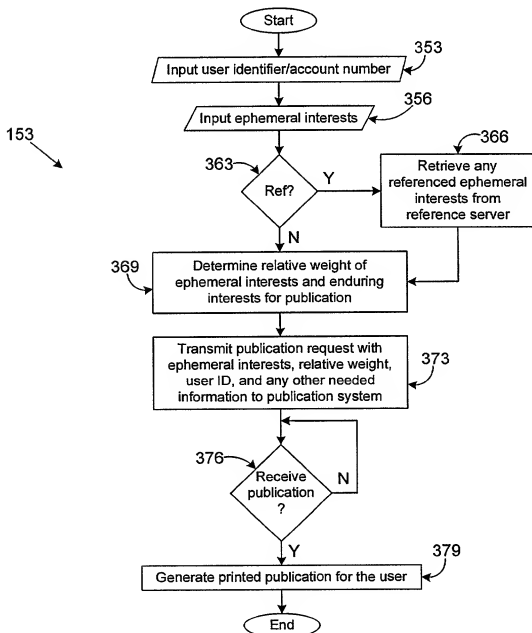 Start
Input user identifier/account number
353
Input ephemeral interests
356
153
363
Ref?
Y
N
366
Retrieve any
referenced ephemeral
interests from
reference server
369
Determine relative weight of
ephemeral interests and enduring
interests for publication
Transmit publication request with
ephemeral interests, relative weight,
user ID, and any other needed
information to publication system
373
376
Receive
publication
?
N
Y
379
Generate printed publication for the user
End